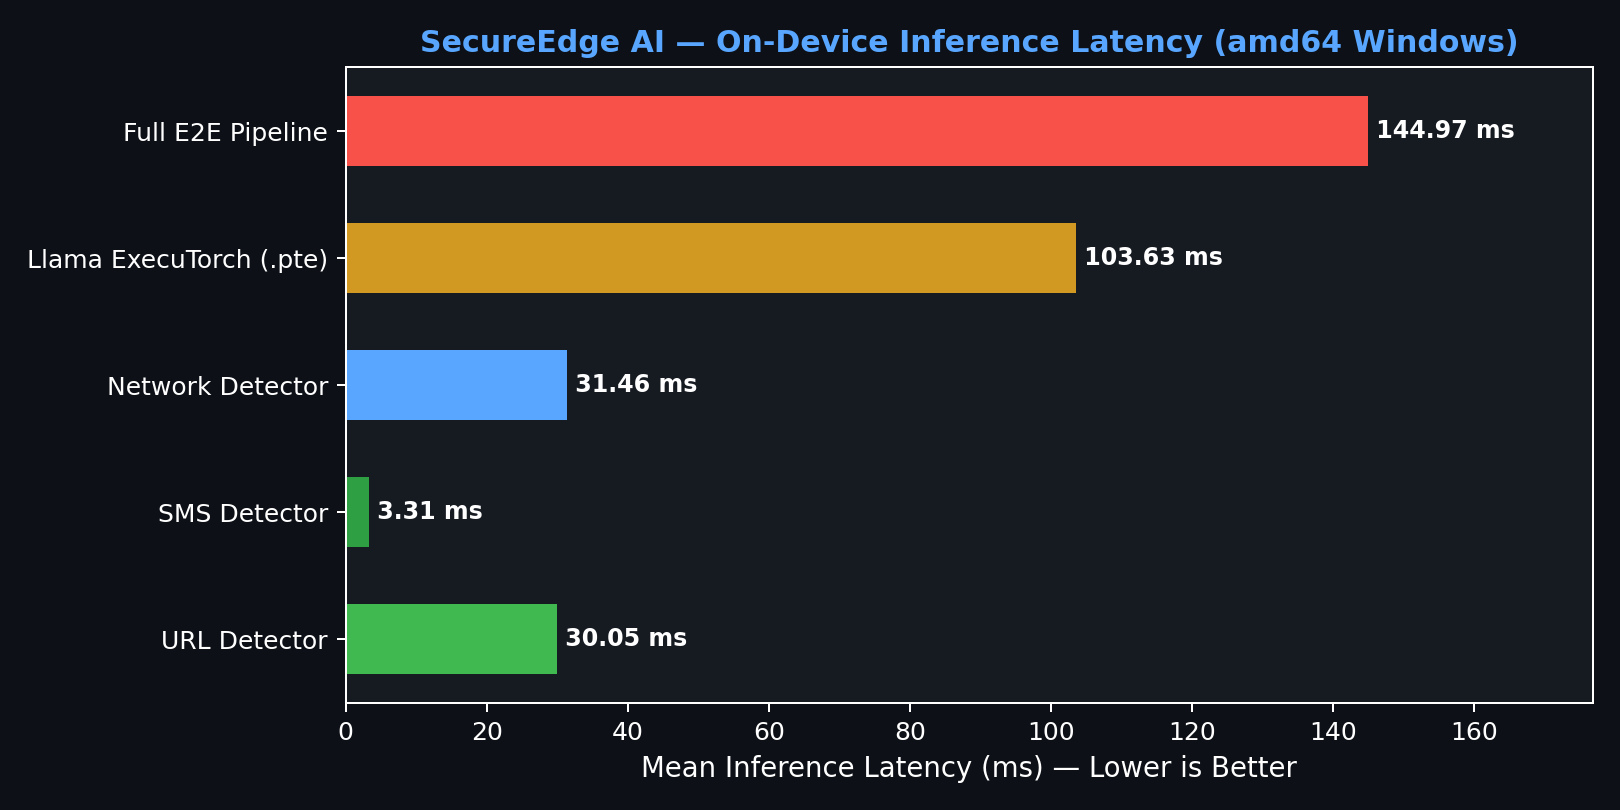 SecureEdge AI — On-Device Inference Latency (amd64 Windows)
Full E2E Pipeline
144.97 ms
Llama ExecuTorch (.pte)
103.63 ms
Network Detector
31.46 ms
SMS Detector
3.31 ms
URL Detector
30.05 ms
0 20 40 60 80 100 120 140 160
Mean Inference Latency (ms) — Lower is Better